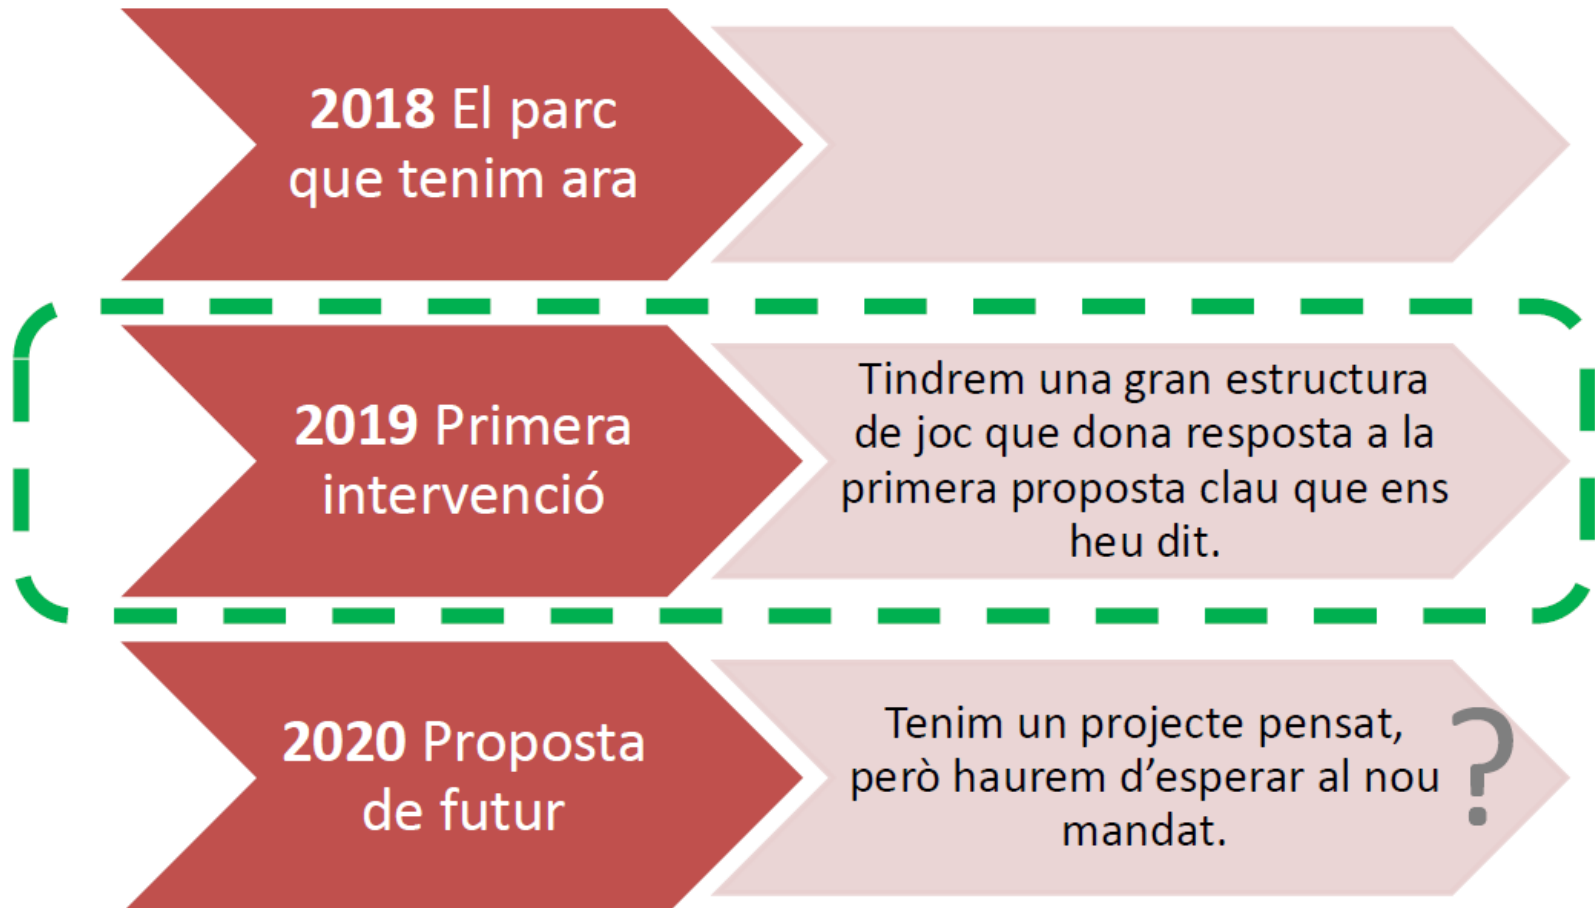 2018 El parc
que tenim ara
2019 Primera
intervenció
Tindrem una gran estructura
de joc que dona resposta a la
primera proposta clau que ens
heu dit.
2020 Proposta
de futur
Tenim un projecte pensat,
però haurem d’esperar al nou
mandat.
?